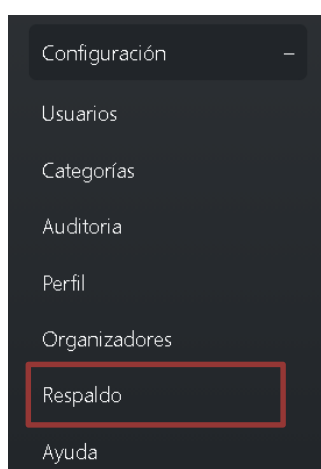 Configuración –
Usuarios
Categorías
Auditoria
Perfil
Organizadores
Respaldo
Ayuda